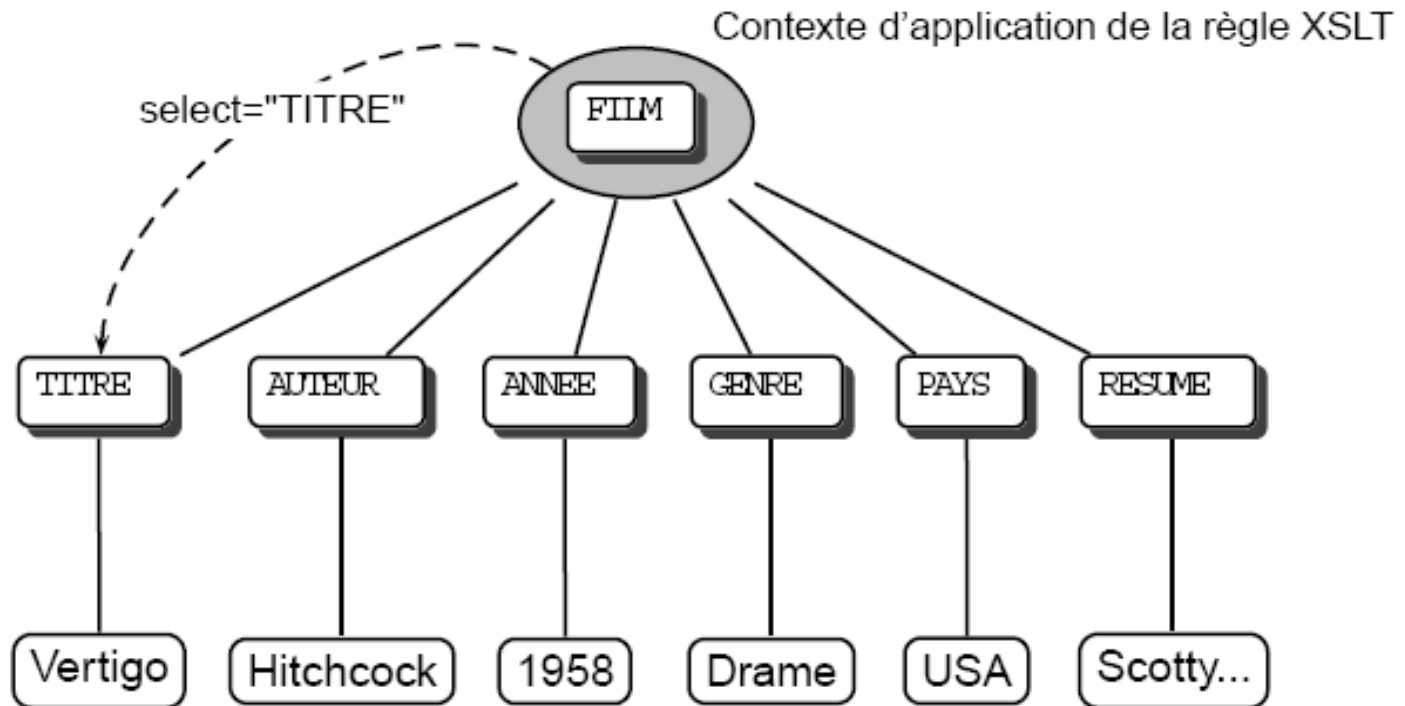 Contexte d'application de la règle XSLT
select="TITRE"
FILM
TITRE
AUTEUR
ANNEE
GENRE
PAYS
RESUME
Vertigo
Hitchcock
1958
Drame
USA
Scotty...